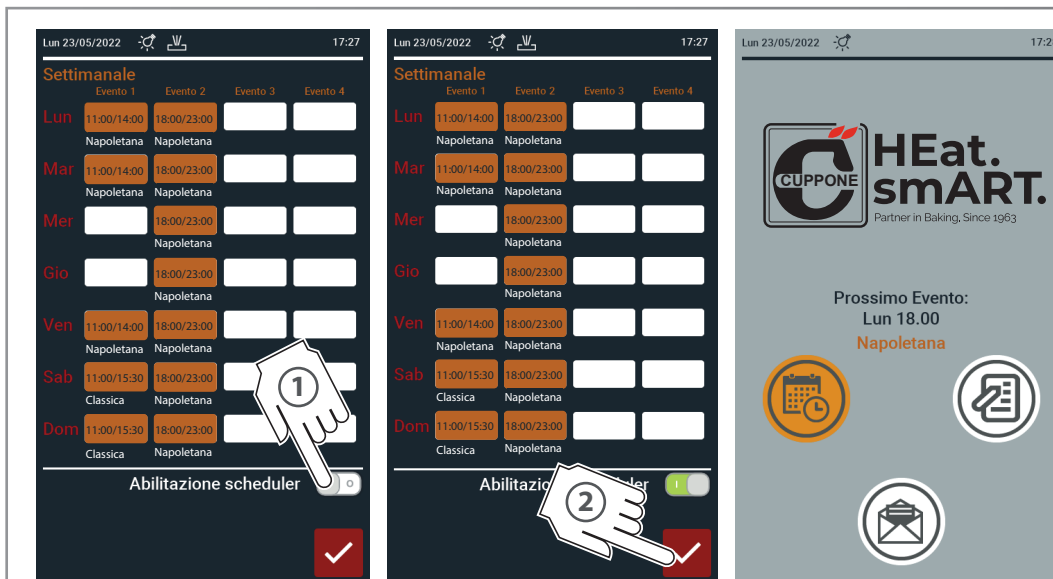 Lun 23/05/2022 17:27
Settimanale
Evento 1 Evento 2 Evento 3 Evento 4
Lun 11:00/14:00 18:00/23:00
Napoletana Napoletana
Mar 11:00/14:00 18:00/23:00
Napoletana Napoletana
Mer 18:00/23:00
Napoletana
Gio 18:00/23:00
Napoletana
Ven 11:00/14:00 18:00/23:00
Napoletana Napoletana
Sab 11:00/15:30 18:00/23:00
Classica Napoletana
1
Dom 11:00/15:30 18:00/23:00
Classica Napoletana
Abilitazione scheduler O
Lun 23/05/2022 17:27
Settimanale
Evento 1 Evento 2 Evento 3 Evento 4
Lun 11:00/14:00 18:00/23:00
Napoletana Napoletana
Mar 11:00/14:00 18:00/23:00
Napoletana Napoletana
Mer 18:00/23:00
Napoletana
Gio 18:00/23:00
Napoletana
Ven 11:00/14:00 18:00/23:00
Napoletana Napoletana
Sab 11:00/15:30 18:00/23:00
Classica Napoletana
Dom 11:00/15:30 18:00/23:00
Classica Napoletana
Abilitazio ler I
2
Lun 23/05/2022
CUPPONE
HEat.
smART.
Partner in Baking, Since 1963
Prossimo Evento:
Lun 18.00
Napoletana